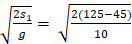 √(2s₁/g) = √(2(125−45)/10)